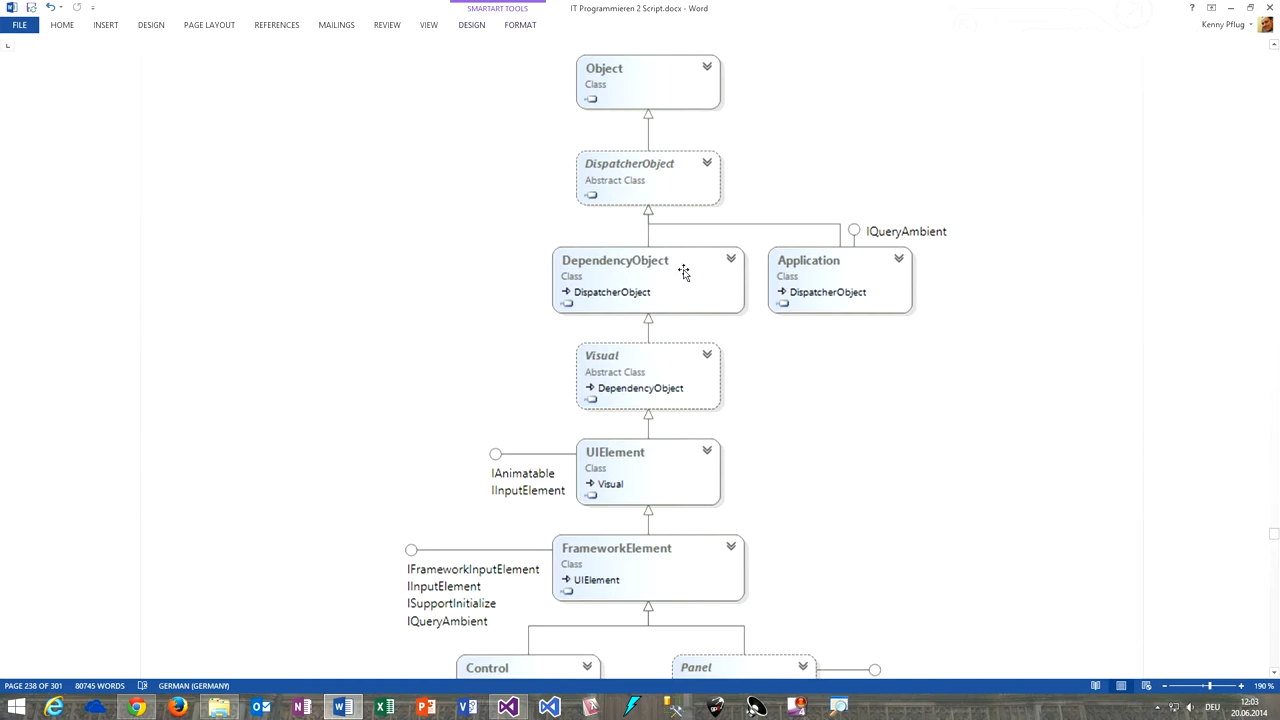 SMARTART TOOLS
IT Programmieren 2 Script.docx - Word
FILE HOME INSERT DESIGN PAGE LAYOUT REFERENCES MAILINGS REVIEW VIEW DESIGN FORMAT
Kenny Pflug
Object
Class
DispatcherObject
Abstract Class
IQueryAmbient
DependencyObject
Class
DispatcherObject
Application
Class
DispatcherObject
Visual
Abstract Class
DependencyObject
UIElement
Class
Visual
IAnimatable
IInputElement
FrameworkElement
Class
UIElement
IFrameworkInputElement
IInputElement
ISupportInitialize
IQueryAmbient
Control
Panel
PAGE 238 OF 301 80745 WORDS GERMAN (GERMANY)
190 %
DEU
12:03
20.06.2014